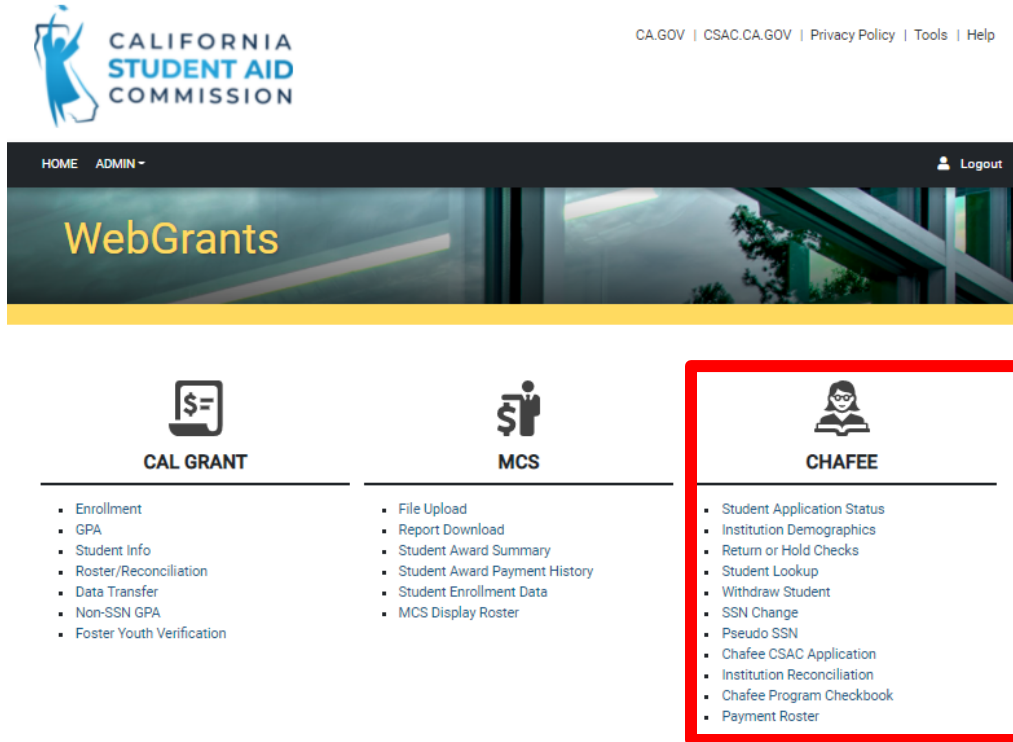 CALIFORNIA
STUDENT AID
COMMISSION
CA.GOV | CSAC.CA.GOV | Privacy Policy | Tools | Help
HOME ADMIN
Logout
WebGrants
$=
CAL GRANT
Enrollment
GPA
Student Info
Roster/Reconciliation
Data Transfer
Non-SSN GPA
Foster Youth Verification
$
MCS
File Upload
Report Download
Student Award Summary
Student Award Payment History
Student Enrollment Data
MCS Display Roster
CHAFEE
Student Application Status
Institution Demographics
Return or Hold Checks
Student Lookup
Withdraw Student
SSN Change
Pseudo SSN
Chafee CSAC Application
Institution Reconciliation
Chafee Program Checkbook
Payment Roster